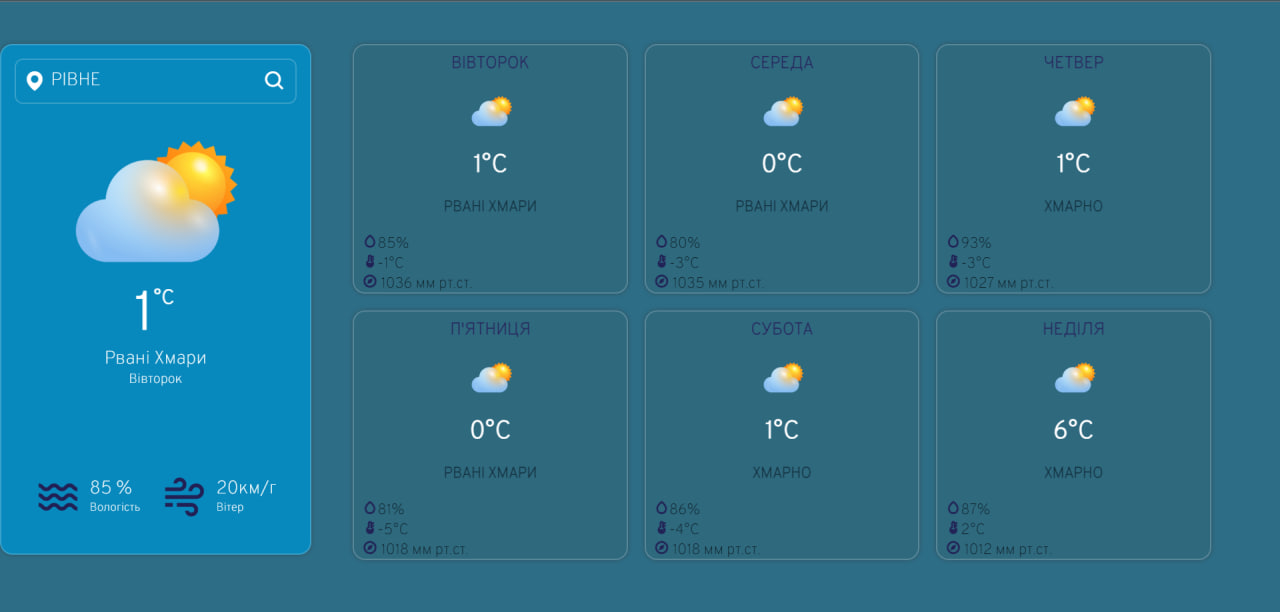 РІВНЕ
1°C
Рвані Хмари
Вівторок
85 %
Вологість
20км/г
Вітер
ВІВТОРОК
1°C
РВАНІ ХМАРИ
85%
-1°C
1036 мм рт.ст.
СЕРЕДА
0°C
РВАНІ ХМАРИ
80%
-3°C
1035 мм рт.ст.
ЧЕТВЕР
1°C
ХМАРНО
93%
-3°C
1027 мм рт.ст.
П'ЯТНИЦЯ
0°C
РВАНІ ХМАРИ
81%
-5°C
1018 мм рт.ст.
СУБОТА
1°C
ХМАРНО
86%
-4°C
1018 мм рт.ст.
НЕДІЛЯ
6°C
ХМАРНО
87%
2°C
1012 мм рт.ст.